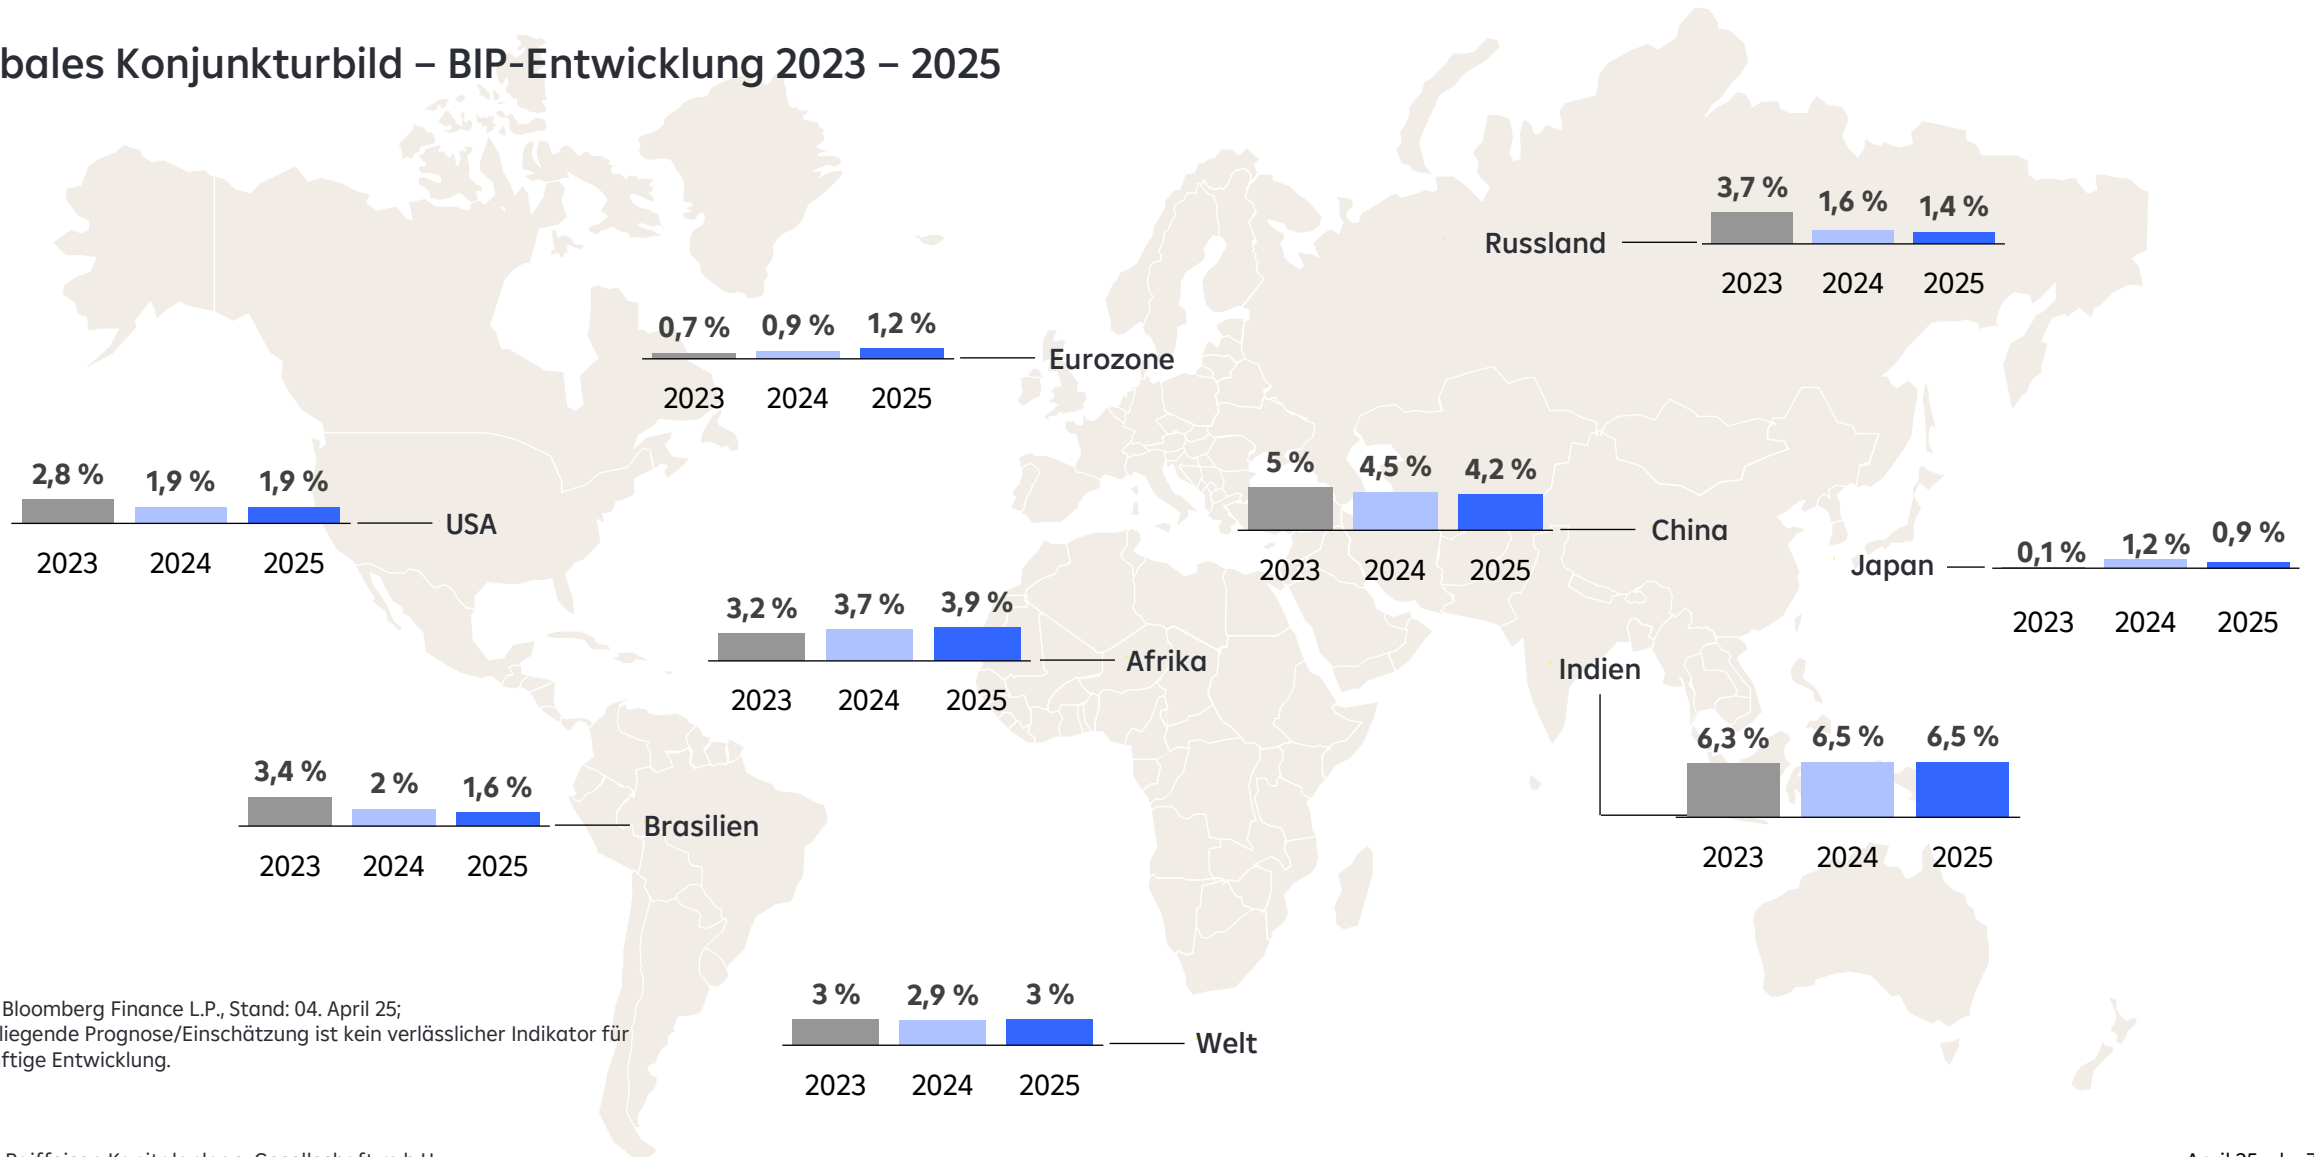 bales Konjunkturbild – BIP-Entwicklung 2023 – 2025
3,7 % 1,6 % 1,4 %
Russland
2023 2024 2025
0,7 % 0,9 % 1,2 %
Eurozone
2023 2024 2025
2,8 % 1,9 % 1,9 %
USA
2023 2024 2025
5 % 4,5 % 4,2 %
China
2023 2024 2025
0,1 % 1,2 % 0,9 %
Japan
2023 2024 2025
3,2 % 3,7 % 3,9 %
Afrika
2023 2024 2025
Indien
6,3 % 6,5 % 6,5 %
2023 2024 2025
3,4 % 2 % 1,6 %
Brasilien
2023 2024 2025
3 % 2,9 % 3 %
Welt
2023 2024 2025
Bloomberg Finance L.P., Stand: 04. April 25;
liegende Prognose/Einschätzung ist kein verlässlicher Indikator für
ftige Entwicklung.